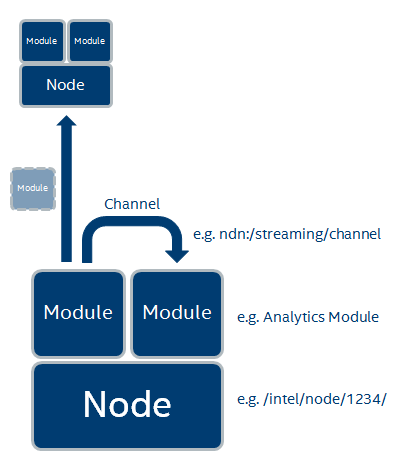 Module Module
Node
Module
Channel
e.g. ndn:/streaming/channel
Module Module
e.g. Analytics Module
Node
e.g. /intel/node/1234/